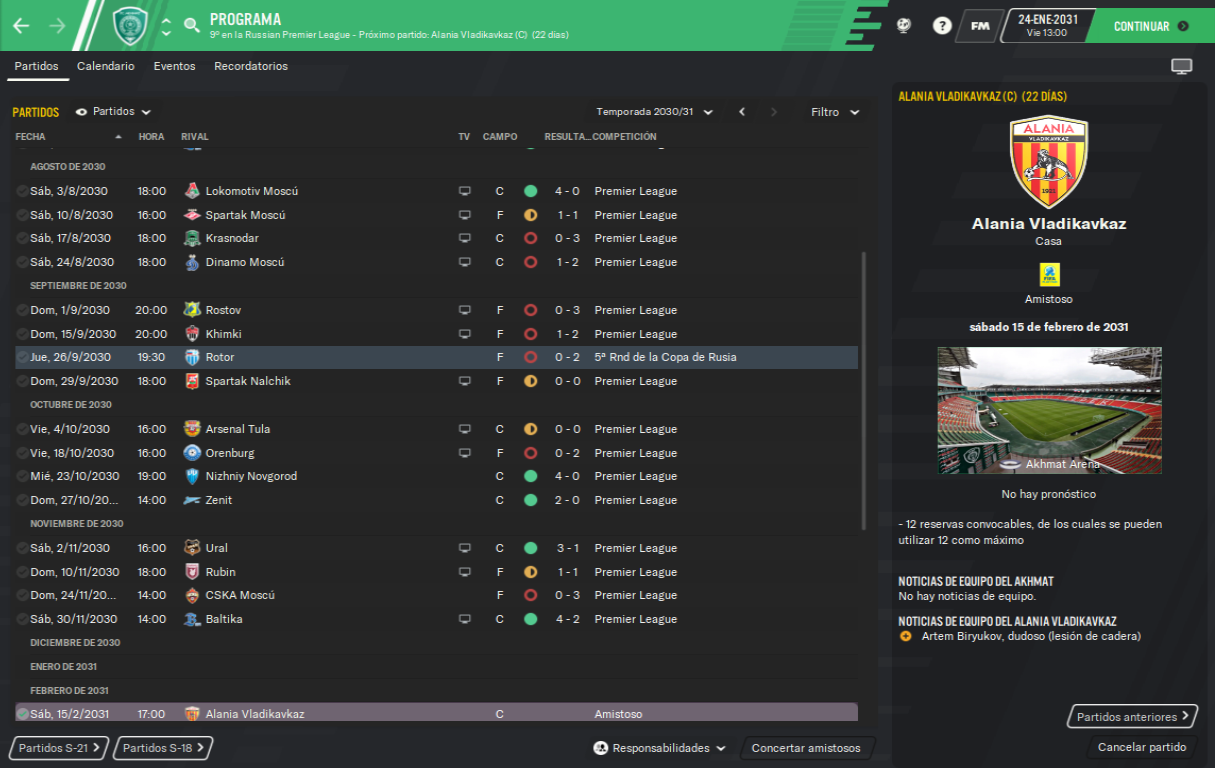 PROGRAMA
9º en la Russian Premier League - Próximo partido: Alania Vladikavkaz (C) (22 días)
FM
24-ENE-2031
Vie 13:00
CONTINUAR
Partidos Calendario Eventos Recordatorios
PARTIDOS Partidos Temporada 2030/31 Filtro
FECHA HORA RIVAL TV CAMPO RESULTA... COMPETICIÓN
AGOSTO DE 2030
Sáb, 3/8/2030 18:00 Lokomotiv Moscú C 4 - 0 Premier League
Sáb, 10/8/2030 16:00 Spartak Moscú F 1 - 1 Premier League
Sáb, 17/8/2030 18:00 Krasnodar C 0 - 3 Premier League
Sáb, 24/8/2030 18:00 Dinamo Moscú C 1 - 2 Premier League
SEPTIEMBRE DE 2030
Dom, 1/9/2030 20:00 Rostov F 0 - 3 Premier League
Dom, 15/9/2030 20:00 Khimki F 1 - 2 Premier League
Jue, 26/9/2030 19:30 Rotor F 0 - 2 5ª Rnd de la Copa de Rusia
Dom, 29/9/2030 18:00 Spartak Nalchik F 0 - 0 Premier League
OCTUBRE DE 2030
Vie, 4/10/2030 16:00 Arsenal Tula C 0 - 0 Premier League
Vie, 18/10/2030 16:00 Orenburg F 0 - 2 Premier League
Mié, 23/10/2030 19:00 Nizhniy Novgorod C 4 - 0 Premier League
Dom, 27/10/20... 14:00 Zenit C 2 - 0 Premier League
NOVIEMBRE DE 2030
Sáb, 2/11/2030 16:00 Ural C 3 - 1 Premier League
Dom, 10/11/2030 18:00 Rubin F 1 - 1 Premier League
Dom, 24/11/20... 14:00 CSKA Moscú F 0 - 3 Premier League
Sáb, 30/11/2030 14:00 Baltika C 4 - 2 Premier League
DICIEMBRE DE 2030
ENERO DE 2031
FEBRERO DE 2031
Sáb, 15/2/2031 17:00 Alania Vladikavkaz C Amistoso
Partidos S-21 Partidos S-18 Responsabilidades Concertar amistosos
ALANIA VLADIKAVKAZ (C) (22 DÍAS)
ALANIA
VLADIKAVKAZ
1921
Alania Vladikavkaz
Casa
Amistoso
sábado 15 de febrero de 2031
Akhmat Arena
No hay pronóstico
- 12 reservas convocables, de los cuales se pueden
utilizar 12 como máximo
NOTICIAS DE EQUIPO DEL AKHMAT
No hay noticias de equipo.
NOTICIAS DE EQUIPO DEL ALANIA VLADIKAVKAZ
Artem Biryukov, dudoso (lesión de cadera)
Partidos anteriores
Cancelar partido